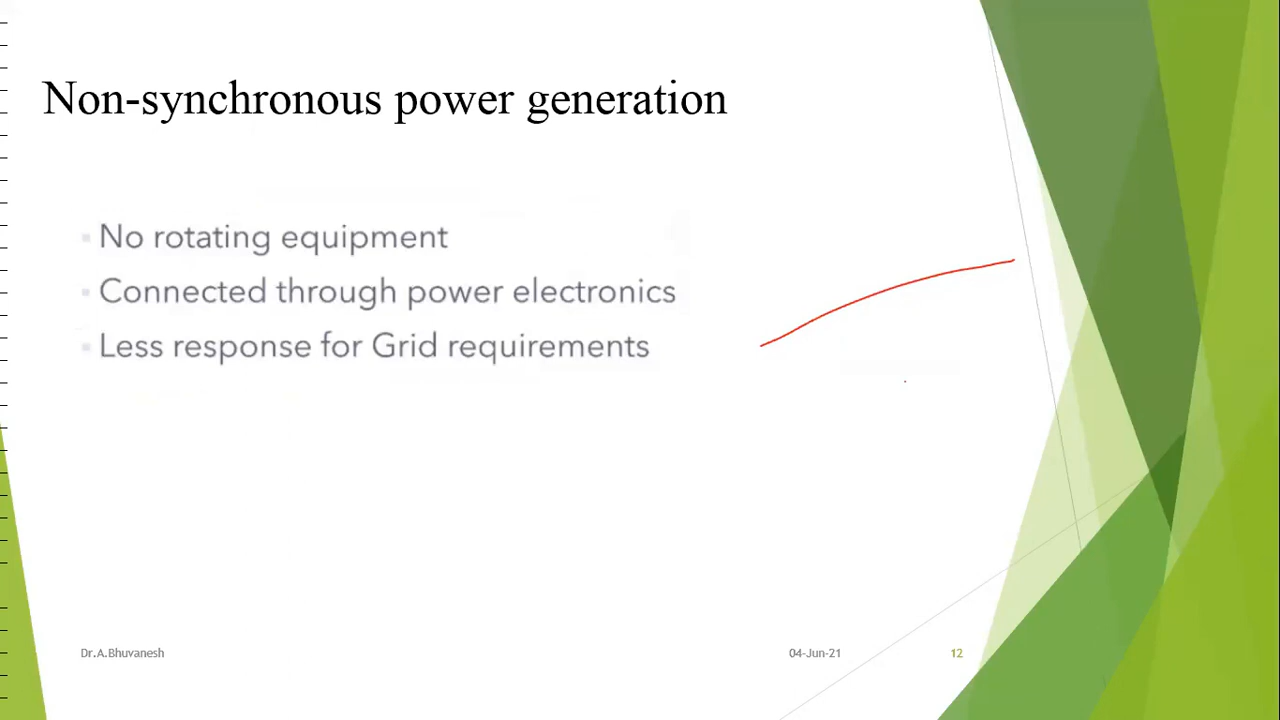 Non-synchronous power generation
▪ No rotating equipment
▪ Connected through power electronics
▪ Less response for Grid requirements
Dr.A.Bhuvanesh 04-Jun-21 12